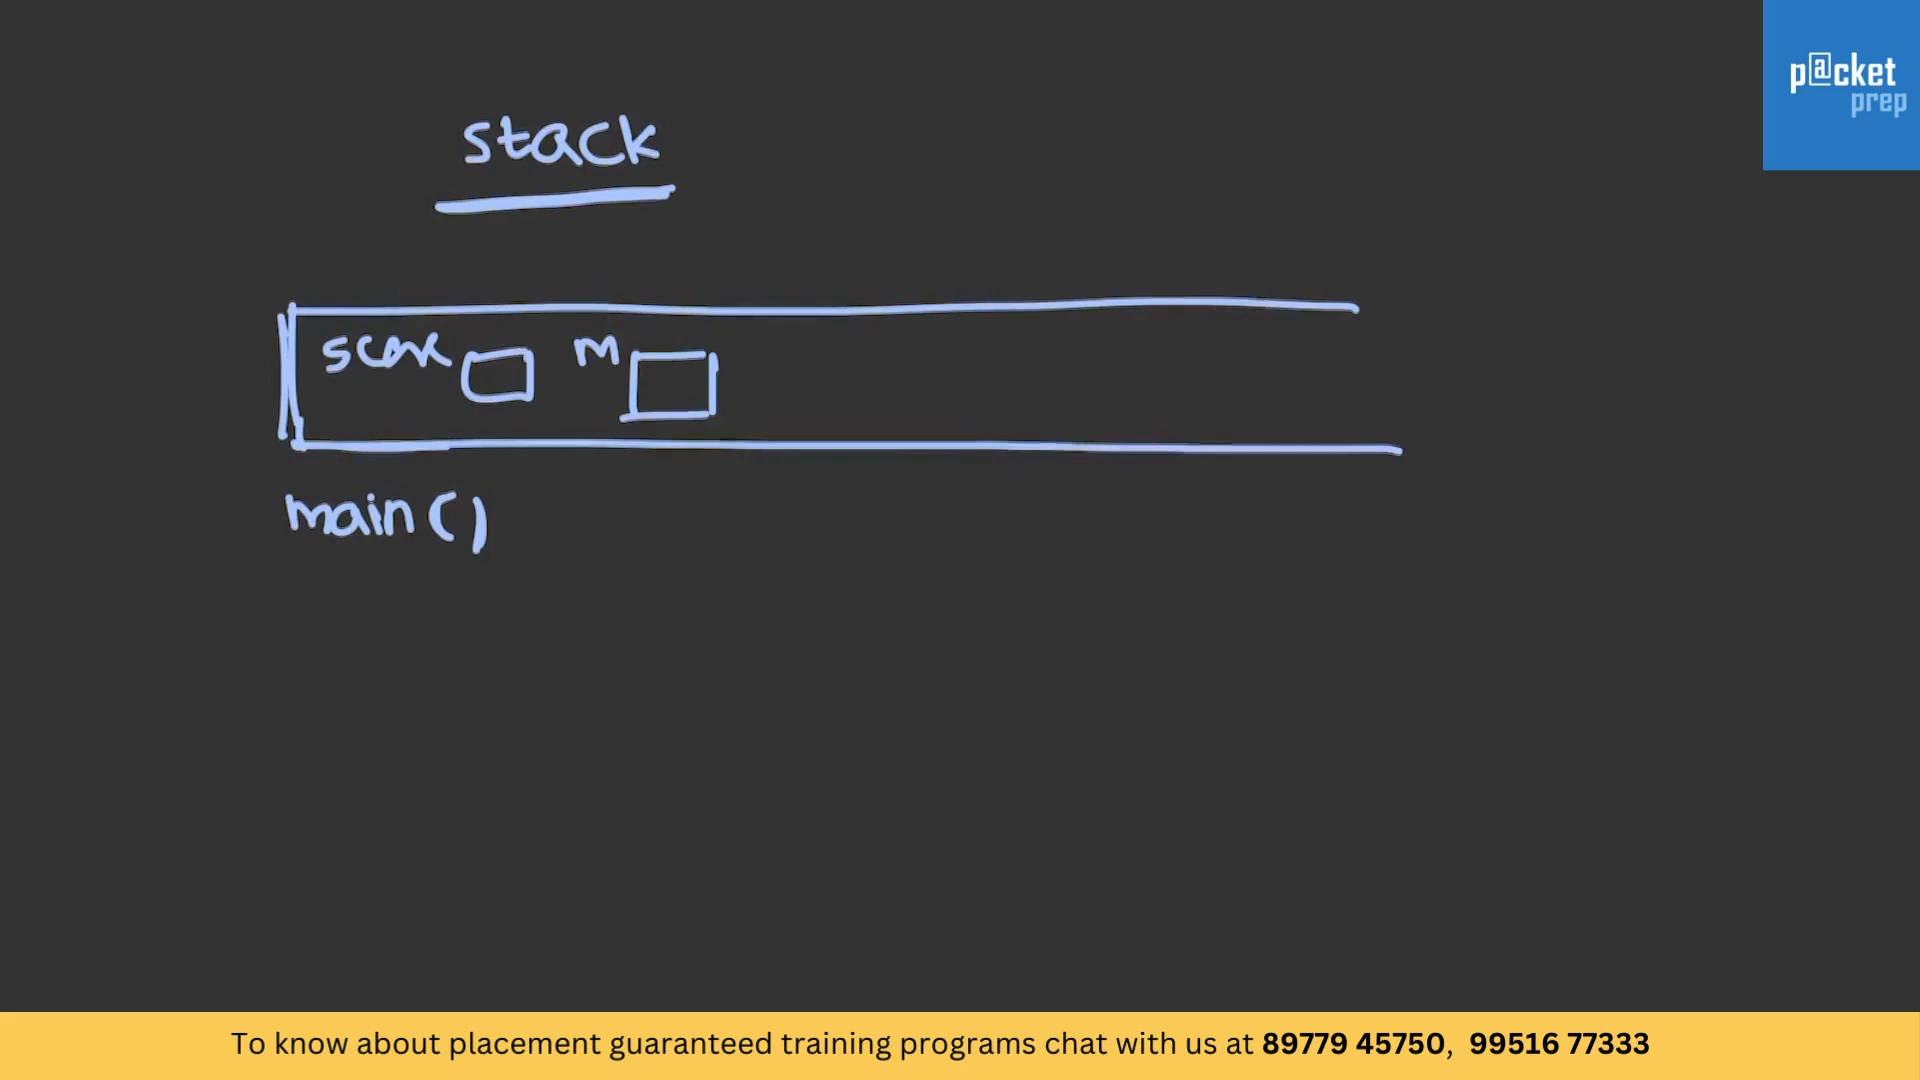 p@cket
prep
stack
score m
main()
To know about placement guaranteed training programs chat with us at 89779 45750, 99516 77333